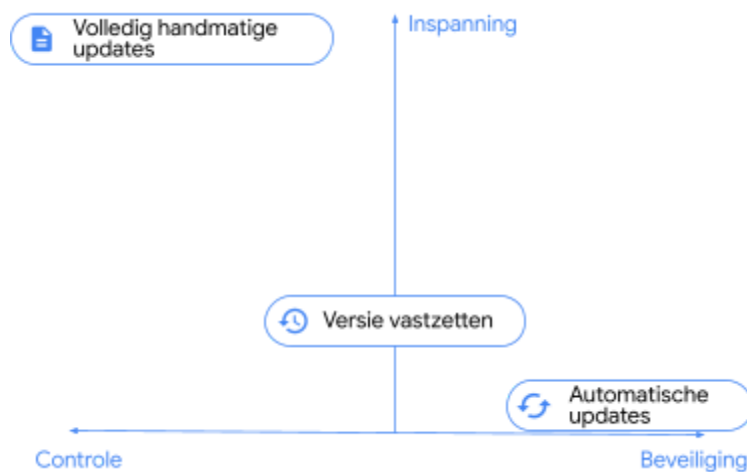 Volledig handmatige
updates
Inspanning
Versie vastzetten
Automatische
updates
Controle
Beveiliging